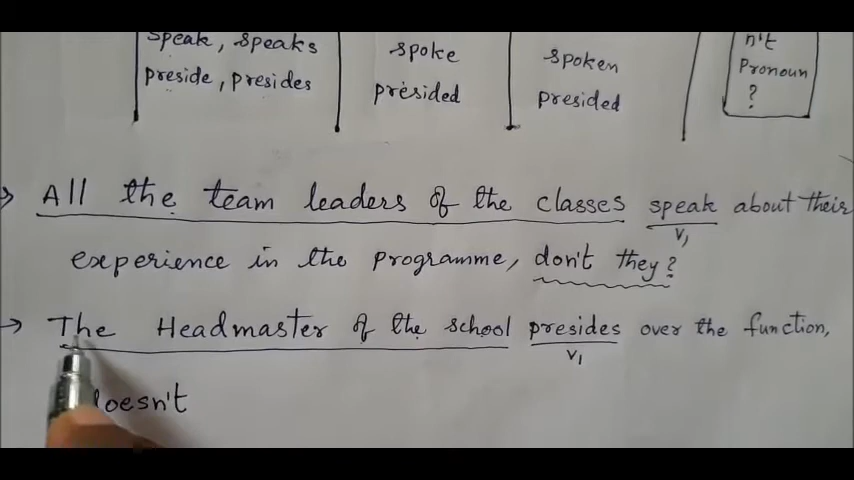 speak, speaks spoke spoken n't
preside, presides presided presided Pronoun
?
→ All the team leaders of the classes speak about their
V1
experience in the programme, don't they?
→ The Headmaster of the school presides over the function,
V1
doesn't